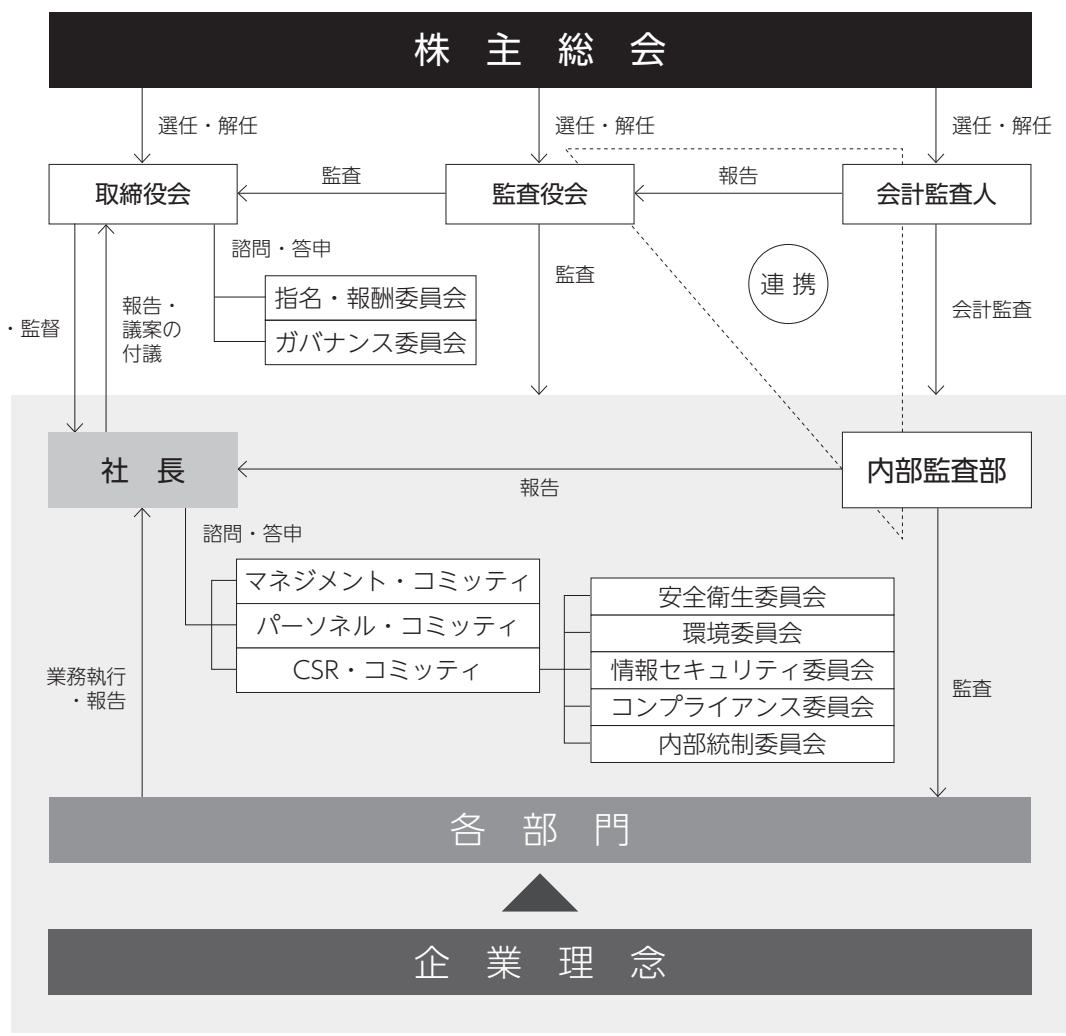 株主総会
選任・解任
選任・解任
選任・解任
取締役会
監査
監査役会
報告
会計監査人
諮問・答申
指名・報酬委員会
ガバナンス委員会
・監督
報告・
議案の
付議
監査
連携
会計監査
社長
報告
内部監査部
諮問・答申
マネジメント・コミッティ
パーソネル・コミッティ
CSR・コミッティ
安全衛生委員会
環境委員会
情報セキュリティ委員会
コンプライアンス委員会
内部統制委員会
業務執行
・報告
監査
各部門
企業理念